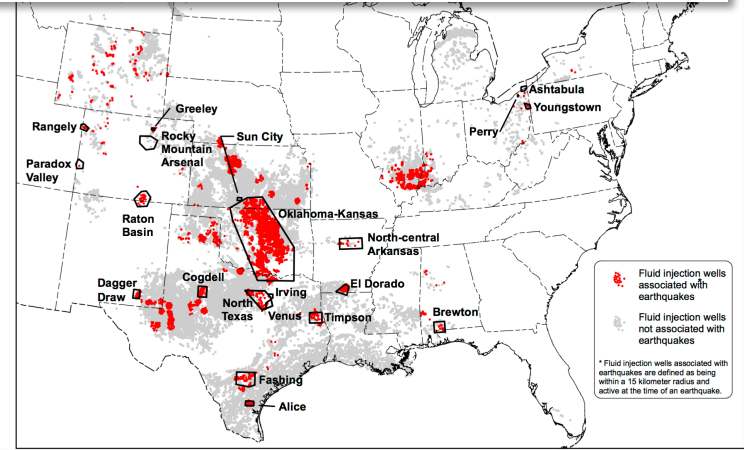 Ashtabula
Youngstown
Perry
Greeley
Rangely
Rocky
Mountain
Arsenal
Sun City
Paradox
Valley
Raton
Basin
Oklahoma-Kansas
North-central
Arkansas
Dagger
Draw
Cogdell
North
Texas
Irving
Venus
El Dorado
Timpson
Brewton
Fashing
Alice
Fluid injection wells
associated with
earthquakes
Fluid injection wells
not associated with
earthquakes
* Fluid injection wells associated with
earthquakes are defined as being
within a 15 kilometer radius and
active at the time of an earthquake.